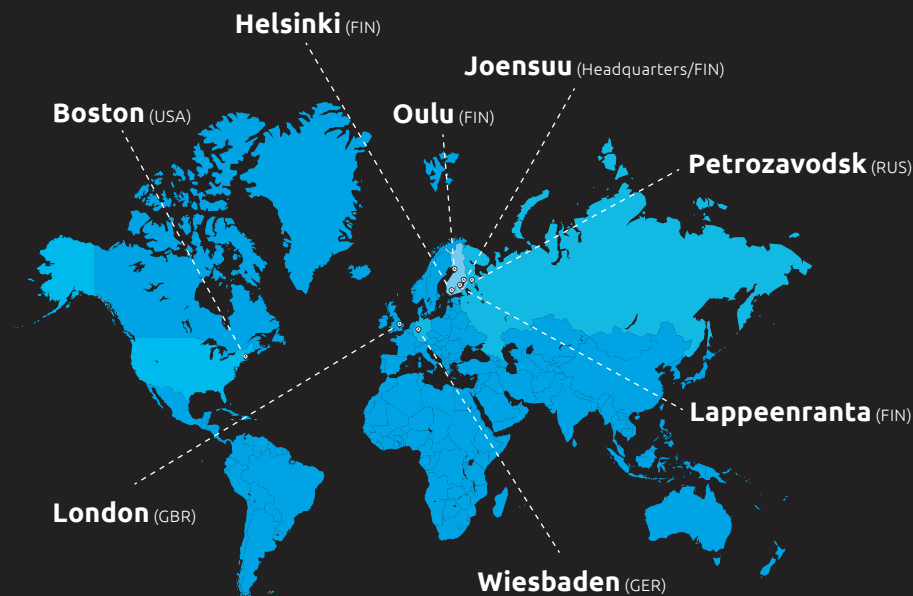 Helsinki (FIN)
Joensuu (Headquarters/FIN)
Boston (USA)
Oulu (FIN)
Petrozavodsk (RUS)
Lappeenranta (FIN)
London (GBR)
Wiesbaden (GER)